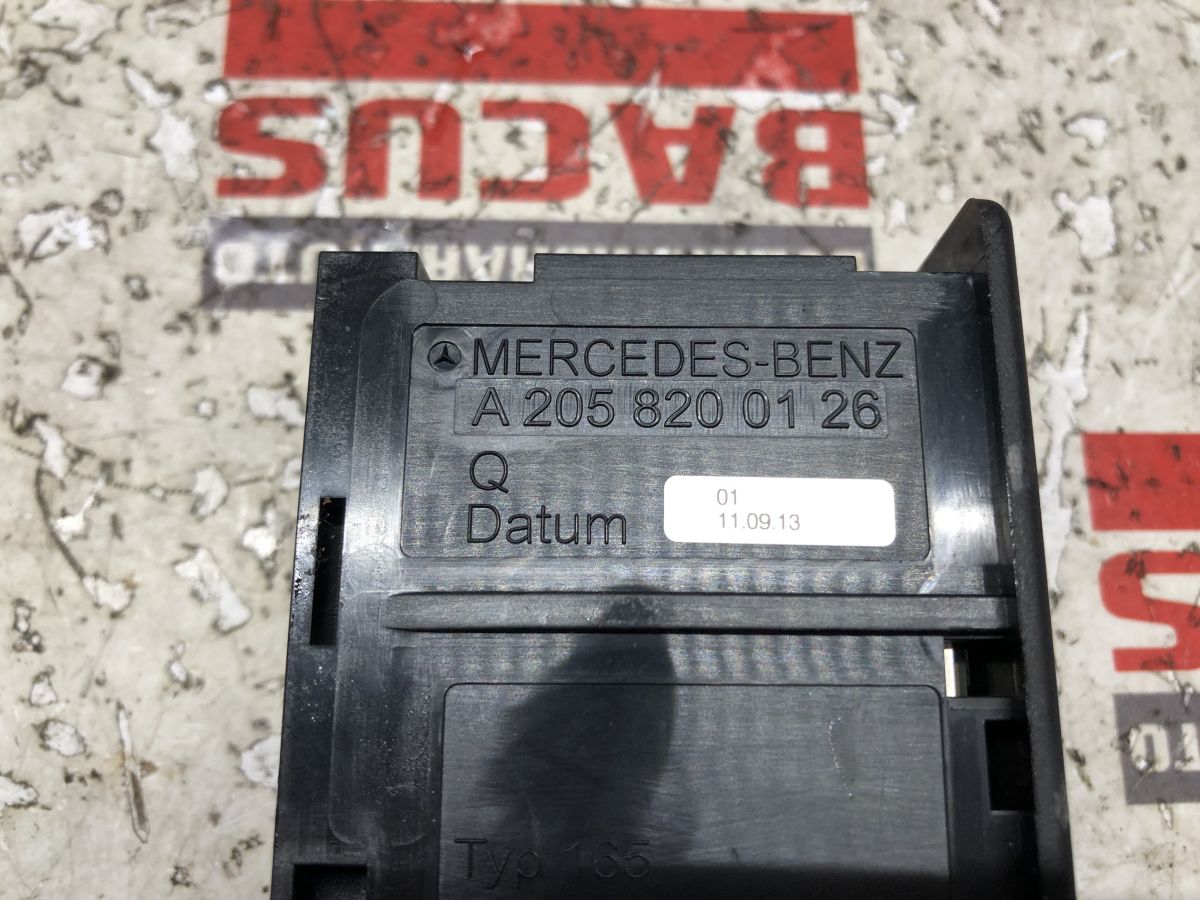 BACUS
MERCEDES-BENZ
A 205 820 01 26
Q
Datum
01
11.09.13
Typ 165